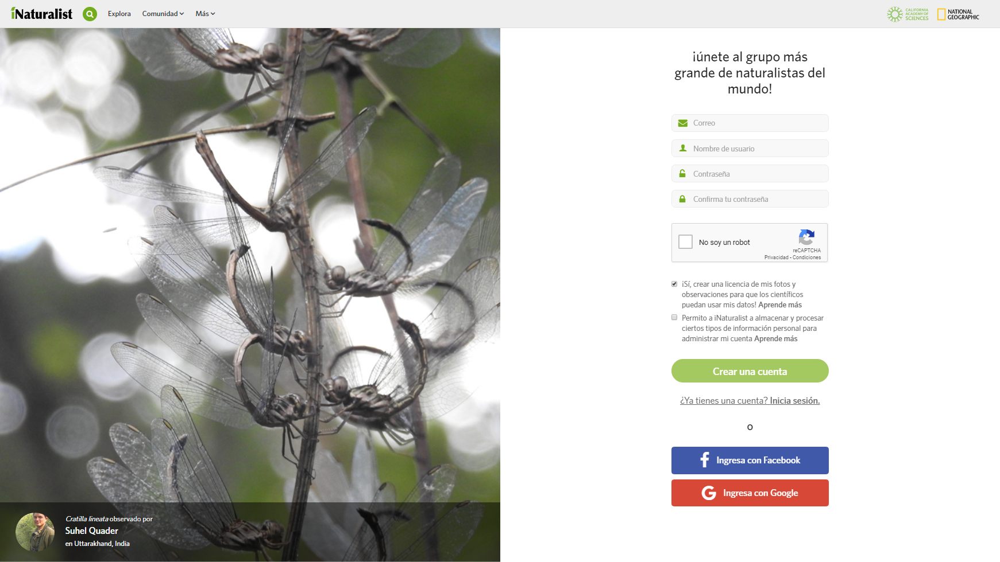 iNaturalist
Explora
Comunidad
Más
CALIFORNIA
ACADEMY OF
SCIENCES
NATIONAL
GEOGRAPHIC
¡únete al grupo más
grande de naturalistas del
mundo!
Correo
Nombre de usuario
Contraseña
Confirma tu contraseña
No soy un robot
reCAPTCHA
Privacidad - Condiciones
¡Sí, crear una licencia de mis fotos y
observaciones para que los científicos
puedan usar mis datos! Aprende más
Permito a iNaturalist a almacenar y procesar
ciertos tipos de información personal para
administrar mi cuenta Aprende más
Crear una cuenta
¿Ya tienes una cuenta? Inicia sesión.
O
Ingresa con Facebook
Ingresa con Google
Cratilla lineata observado por
Suhel Quader
en Uttarakhand, India